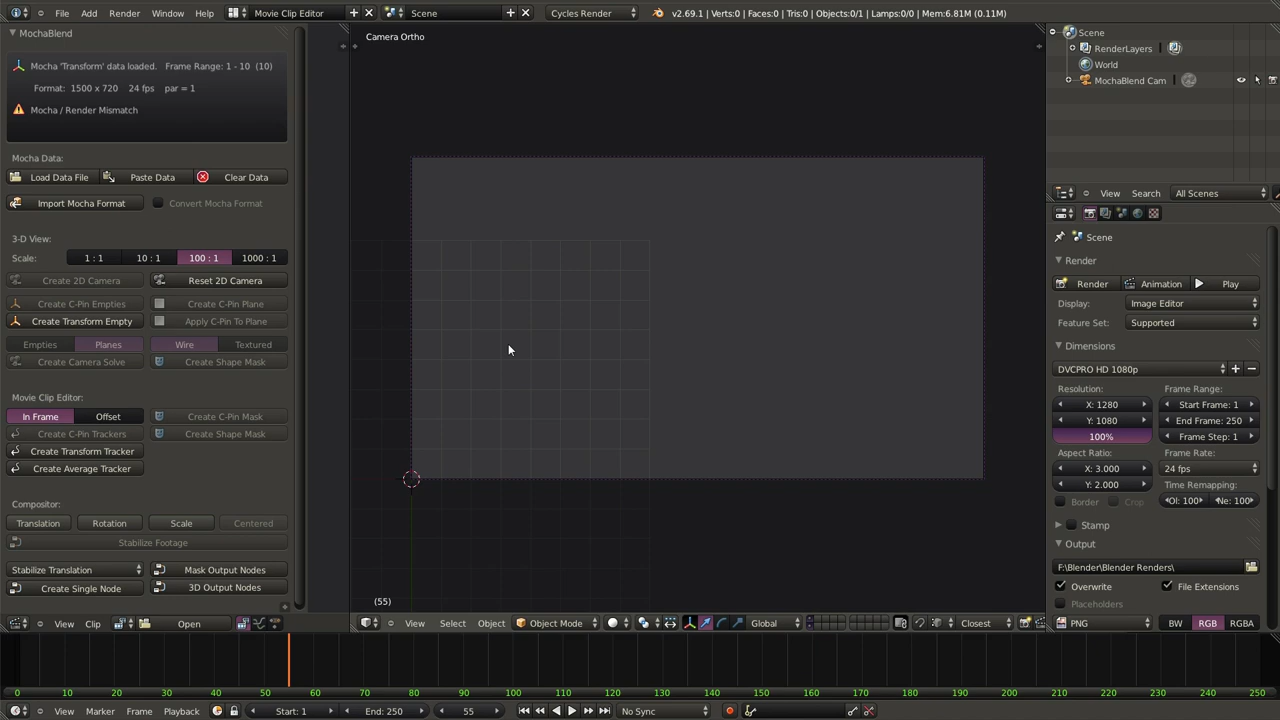 File Add Render Window Help Movie Clip Editor Scene Cycles Render v2.69.1 | Verts:0 | Faces:0 | Tris:0 | Objects:0/1 | Lamps:0/0 | Mem:6.81M (0.11M)
MochaBlend
Mocha 'Transform' data loaded. Frame Range: 1 - 10 (10)
Format: 1500 x 720 24 fps par = 1
Mocha / Render Mismatch
Mocha Data:
Load Data File Paste Data Clear Data
Import Mocha Format Convert Mocha Format
3-D View:
Scale: 1 : 1 10 : 1 100 : 1 1000 : 1
Create 2D Camera Reset 2D Camera
Create C-Pin Empties Create C-Pin Plane
Create Transform Empty Apply C-Pin To Plane
Empties Planes Wire Textured
Create Camera Solve Create Shape Mask
Movie Clip Editor:
In Frame Offset Create C-Pin Mask
Create C-Pin Trackers Create Shape Mask
Create Transform Tracker
Create Average Tracker
Compositor:
Translation Rotation Scale Centered
Stabilize Footage
Stabilize Translation Mask Output Nodes
Create Single Node 3D Output Nodes
View Clip Open
Camera Ortho
(55)
View Select Object Object Mode Global Closest
Scene
RenderLayers
World
MochaBlend Cam
View Search All Scenes
Scene
Render
Render Animation Play
Display: Image Editor
Feature Set: Supported
Dimensions
DVCPRO HD 1080p
Resolution: Frame Range:
X: 1280 Start Frame: 1
Y: 1080 End Frame: 250
100% Frame Step: 1
Aspect Ratio: Frame Rate:
X: 3.000 24 fps
Y: 2.000 Time Remapping:
Border Crop Ol: 100 Ne: 100
Stamp
Output
F:\Blender\Blender Renders\
Overwrite File Extensions
Placeholders
PNG BW RGB RGBA
0 10 20 30 40 50 60 70 80 90 100 110 120 130 140 150 160 170 180 190 200 210 220 230 240 250
View Marker Frame Playback Start: 1 End: 250 55 No Sync